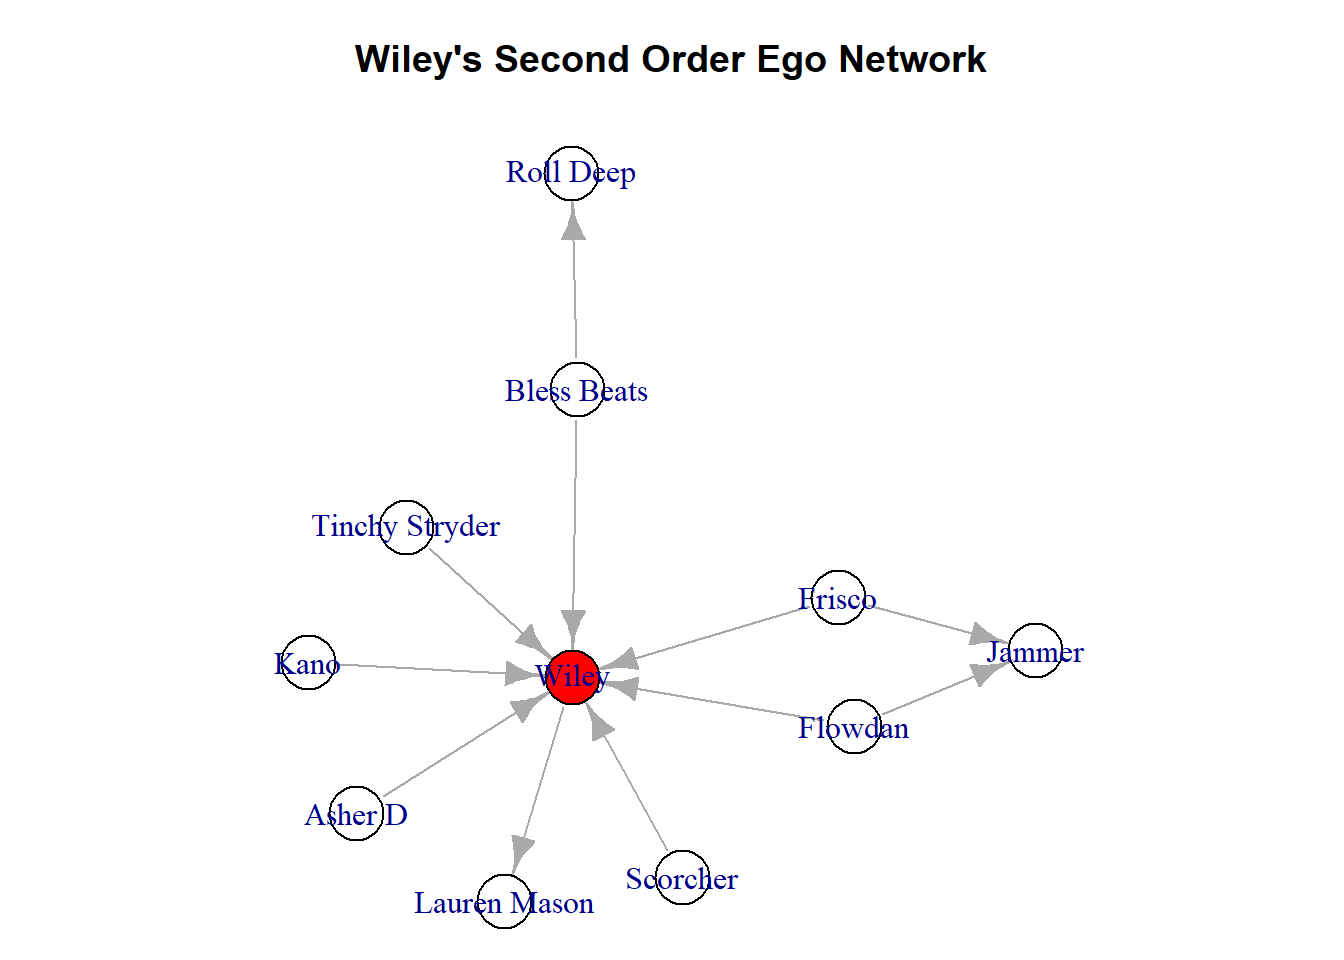 Wiley's Second Order Ego Network
Roll Deep
Bless Beats
Tinchy Stryder
Frisco
Kano
Wiley
Jammer
Flowdan
Asher D
Scorcher
Lauren Mason